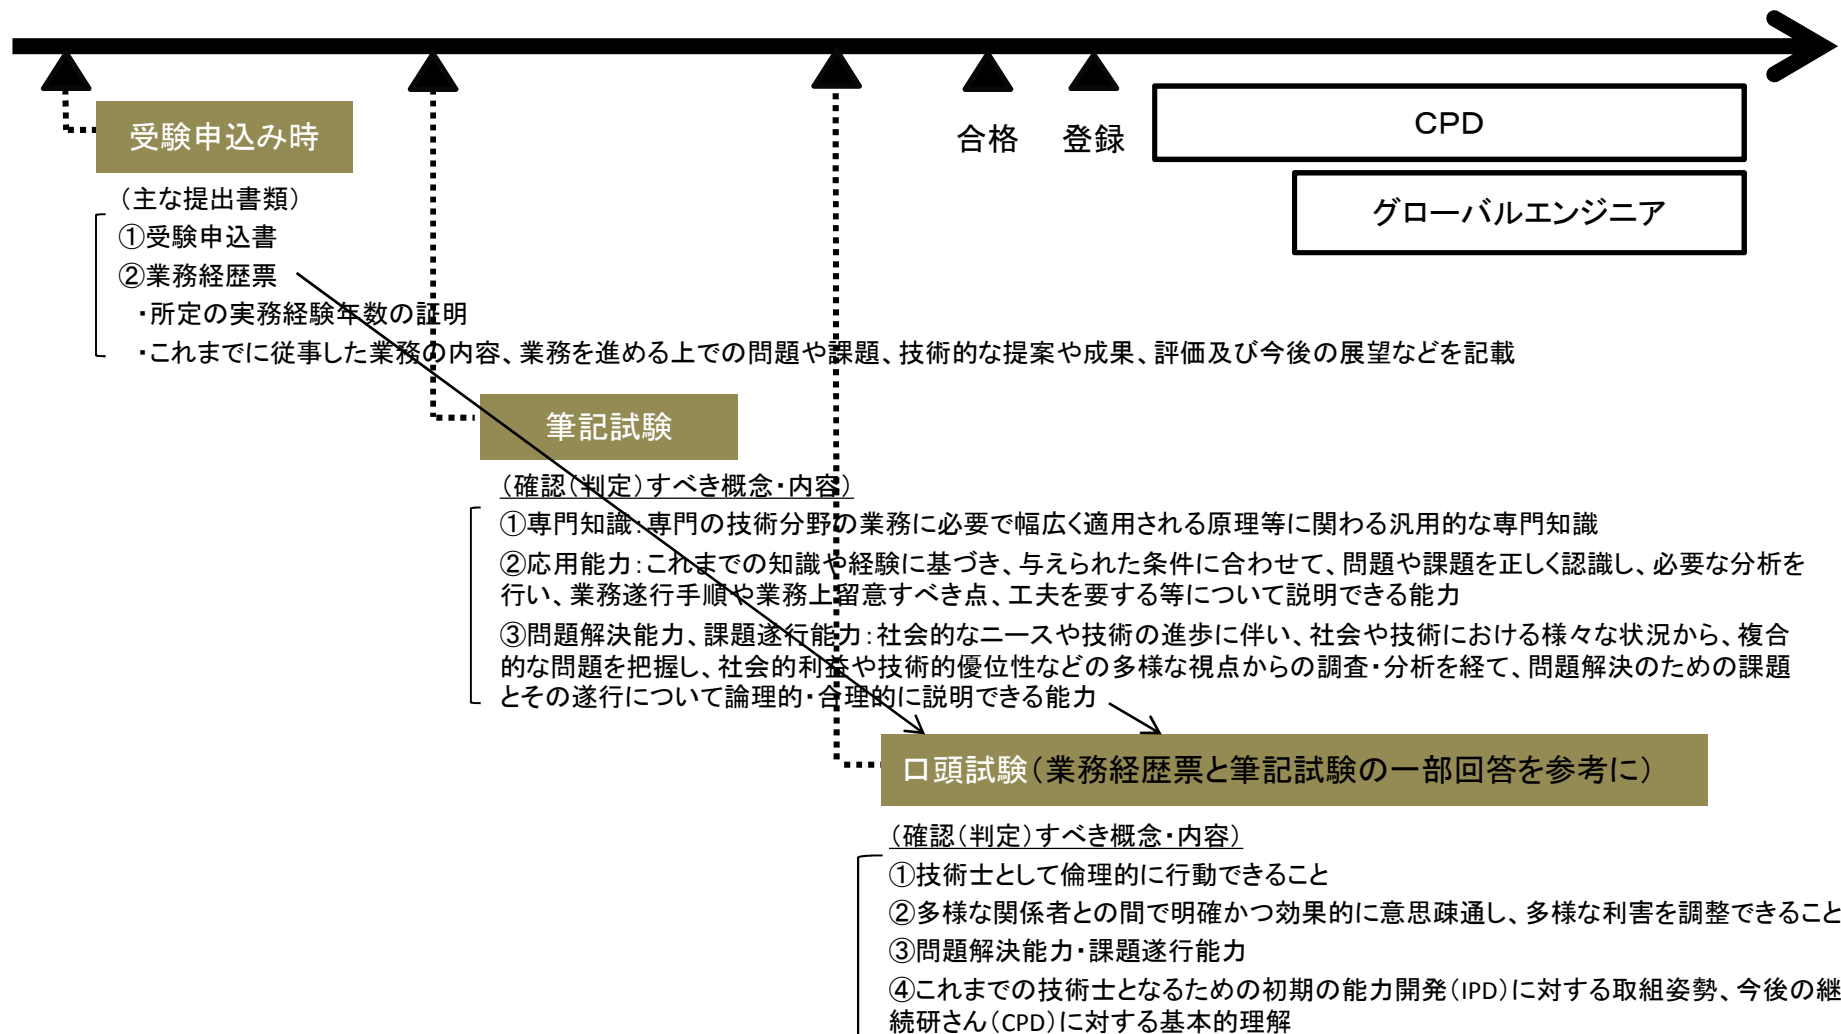 受験申込み時
合格
登録
CPD
グローバルエンジニア
（主な提出書類）
①受験申込書
②業務経歴票
・所定の実務経験年数の証明
・これまでに従事した業務の内容、業務を進める上での問題や課題、技術的な提案や成果、評価及び今後の展望などを記載
筆記試験
（確認（判定）すべき概念・内容）
①専門知識：専門の技術分野の業務に必要で幅広く適用される原理等に関わる汎用的な専門知識
②応用能力：これまでの知識や経験に基づき、与えられた条件に合わせて、問題や課題を正しく認識し、必要な分析を
行い、業務遂行手順や業務上留意すべき点、工夫を要する等について説明できる能力
③問題解決能力、課題遂行能力：社会的なニースや技術の進歩に伴い、社会や技術における様々な状況から、複合
的な問題を把握し、社会的利益や技術的優位性などの多様な視点からの調査・分析を経て、問題解決のための課題
とその遂行について論理的・合理的に説明できる能力
口頭試験（業務経歴票と筆記試験の一部回答を参考に）
（確認（判定）すべき概念・内容）
①技術士として倫理的に行動できること
②多様な関係者との間で明確かつ効果的に意思疎通し、多様な利害を調整できること
③問題解決能力・課題遂行能力
④これまでの技術士となるための初期の能力開発（IPD）に対する取組姿勢、今後の継
続研さん（CPD）に対する基本的理解